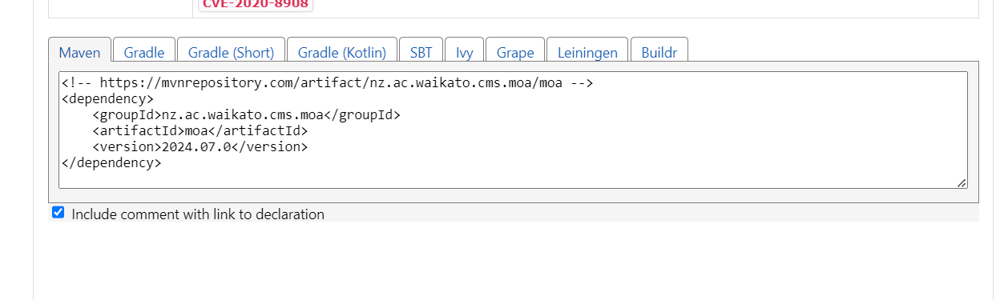 CVE-2020-8908
Maven Gradle Gradle (Short) Gradle (Kotlin) SBT Ivy Grape Leiningen Buildr
<!-- https://mvnrepository.com/artifact/nz.ac.waikato.cms.moa/moa -->
<dependency>
    <groupId>nz.ac.waikato.cms.moa</groupId>
    <artifactId>moa</artifactId>
    <version>2024.07.0</version>
</dependency>
Include comment with link to declaration